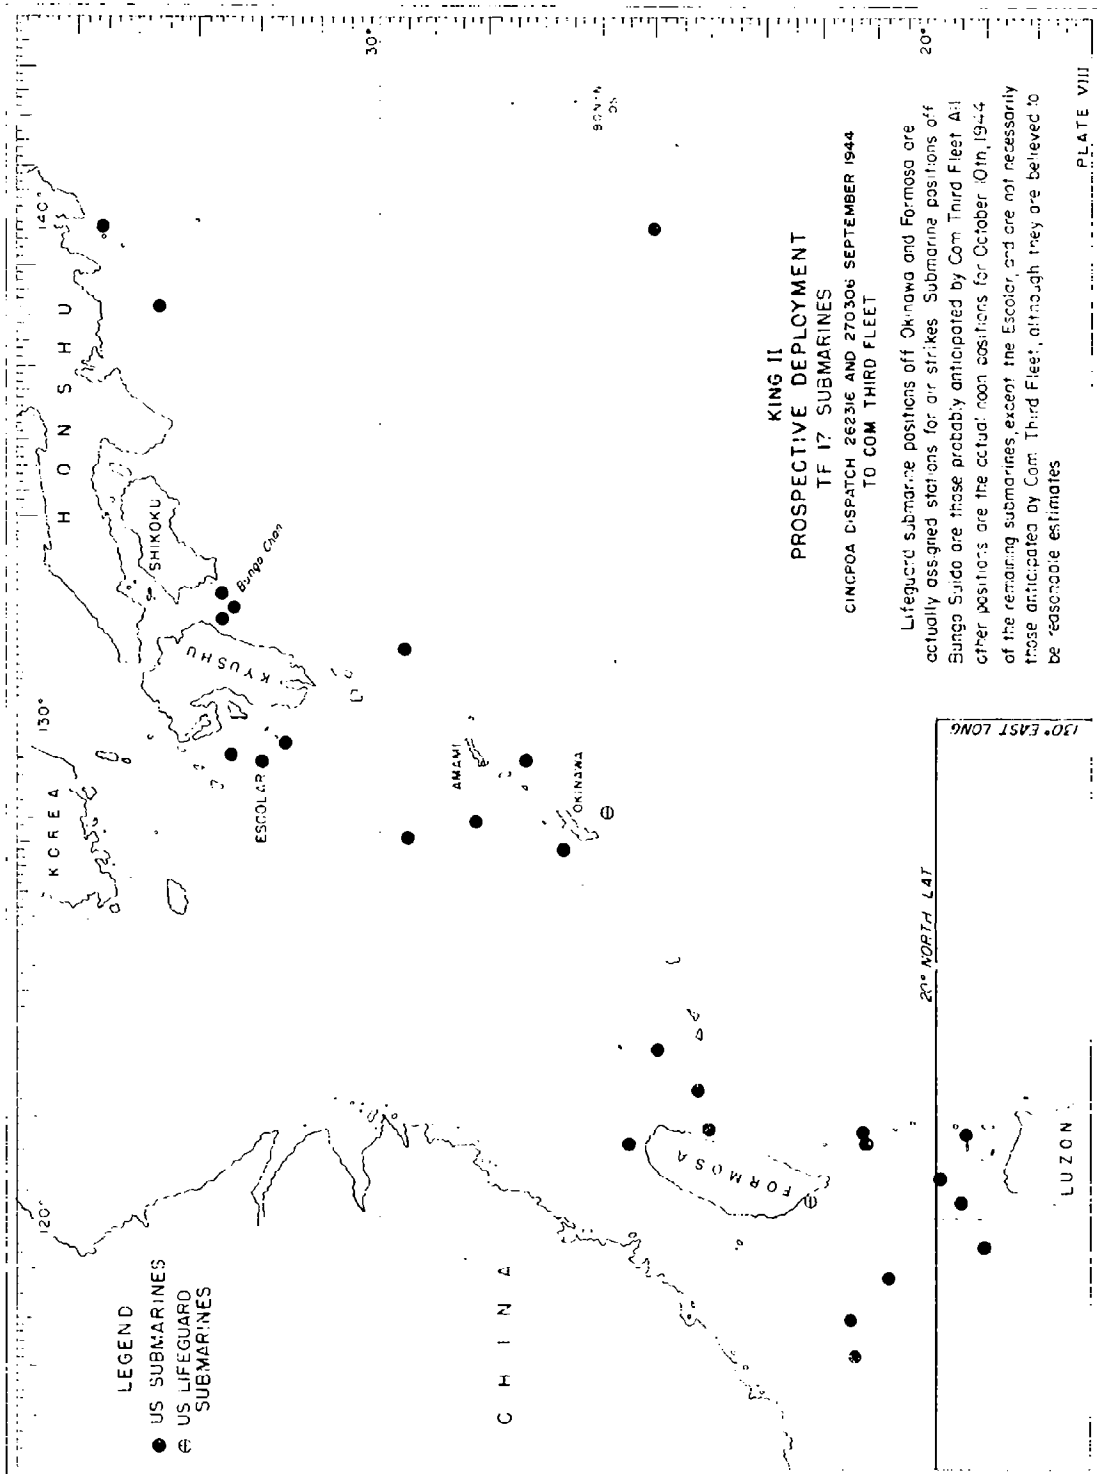 KING II
PROSPECTIVE DEPLOYMENT
TF 17 SUBMARINES
CINCPOA DISPATCH 262316 AND 270306 SEPTEMBER 1944
TO COM THIRD FLEET
Lifeguard submarine positions off Okinawa and Formosa are
actually assigned stations for air strikes Submarine positions off
Bungo Suido are those probably anticipated by Com Third Fleet All
other positions are the actual noon positions for October 10th, 1944
of the remaining submarines, except the Escolar, and are not necessarily
those anticipated by Com Third Fleet, although they are believed to
be reasonable estimates
PLATE VIII
LEGEND
US SUBMARINES
US LIFEGUARD
SUBMARINES
120°
130°
140°
30°
20°
KOREA
HONSHU
SHIKOKU
Bungo Chan
KYUSHU
ESCOLAR
AMAMI
OKINAWA
BONIN
CHINA
FORMOSA
LUZON
20° NORTH LAT
130° EAST LONG